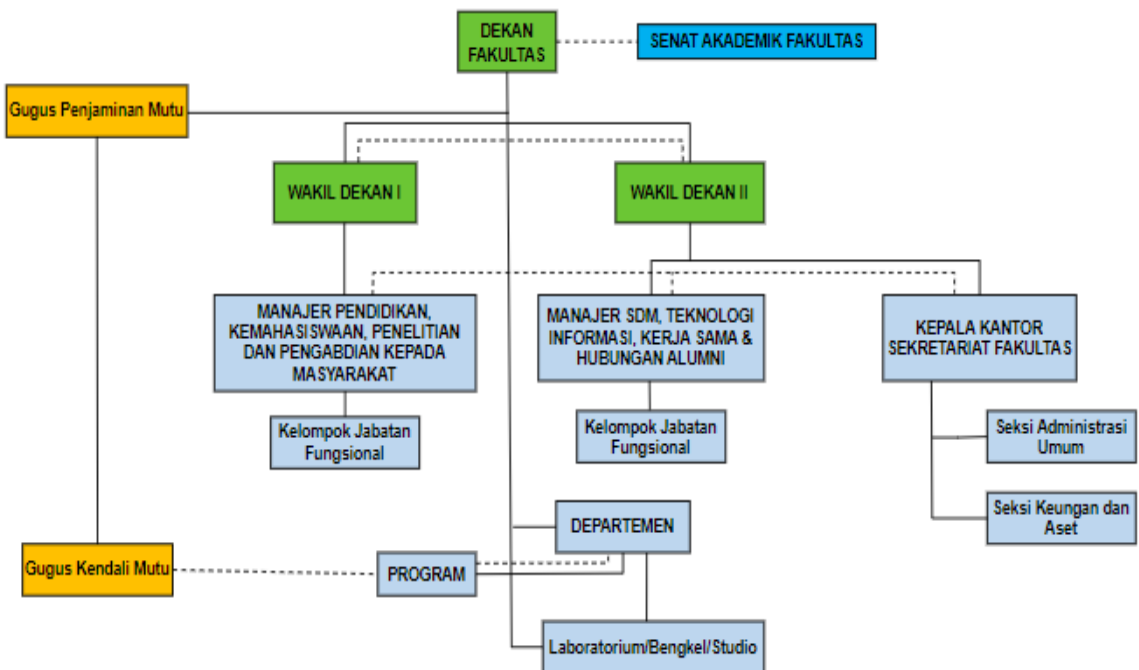 DEKAN
FAKULTAS
SENAT AKADEMIK FAKULTAS
Gugus Penjaminan Mutu
WAKIL DEKAN I
WAKIL DEKAN II
MANAJER PENDIDIKAN,
KEMAHASISWAAN, PENELITIAN
DAN PENGABDIAN KEPADA
MASYARAKAT
MANAJER SDM, TEKNOLOGI
INFORMASI, KERJA SAMA &
HUBUNGAN ALUMNI
KEPALA KANTOR
SEKRETARIAT FAKULTAS
Kelompok Jabatan
Fungsional
Kelompok Jabatan
Fungsional
Seksi Administrasi
Umum
Seksi Keungan dan
Aset
DEPARTEMEN
Gugus Kendali Mutu
PROGRAM
Laboratorium/Bengkel/Studio